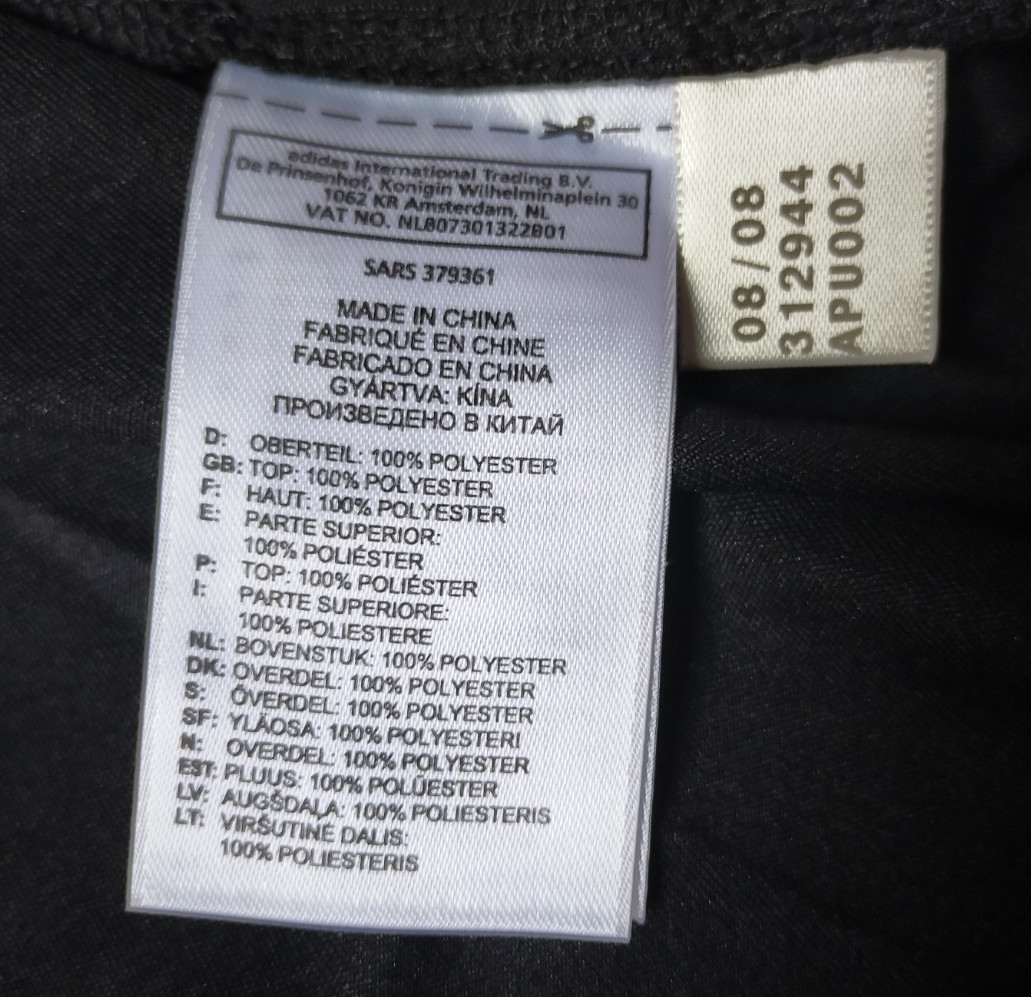 adidas International Trading B.V.
De Prinsenhof, Konigin Wilhelminaplein 30
1062 KR Amsterdam, NL
VAT NO. NL807301322B01
SARS 379361
MADE IN CHINA
FABRIQUÉ EN CHINE
FABRICADO EN CHINA
GYÁRTVA: KÍNA
ПРОИЗВЕДЕНО В КИТАЙ
D: OBERTEIL: 100% POLYESTER
GB: TOP: 100% POLYESTER
F: HAUT: 100% POLYESTER
E: PARTE SUPERIOR:
100% POLIÉSTER
P: TOP: 100% POLIÉSTER
I: PARTE SUPERIORE:
100% POLIESTERE
NL: BOVENSTUK: 100% POLYESTER
DK: OVERDEL: 100% POLYESTER
S: ÖVERDEL: 100% POLYESTER
SF: YLÄOSA: 100% POLYESTERI
N: OVERDEL: 100% POLYESTER
EST: PLUUS: 100% POLÜESTER
LV: AUGŠDAĻA: 100% POLIESTERIS
LT: VIRŠUTINĖ DALIS:
100% POLIESTERIS
08/08
312944
APU002